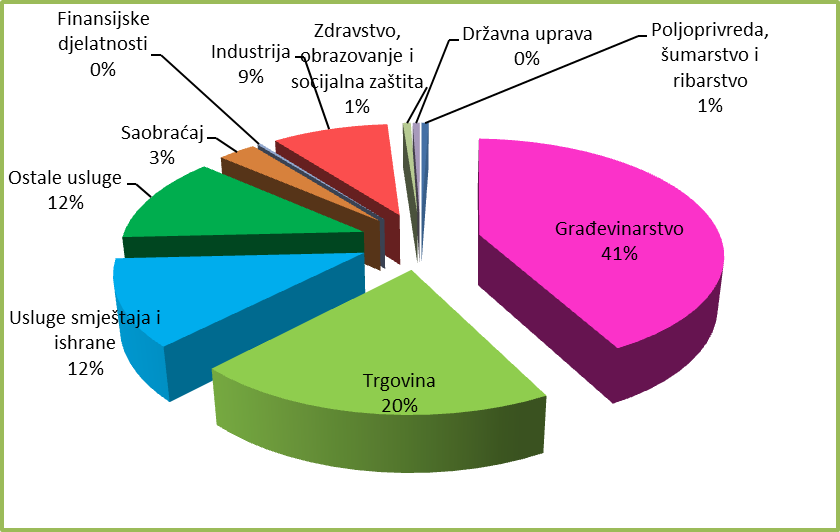 Finansijske
djelatnosti
0%
Industrija
9%
Zdravstvo,
obrazovanje i
socijalna zaštita
1%
Državna uprava
0%
Poljoprivreda,
šumarstvo i
ribarstvo
1%
Saobraćaj
3%
Ostale usluge
12%
Građevinarstvo
41%
Usluge smještaja i
ishrane
12%
Trgovina
20%